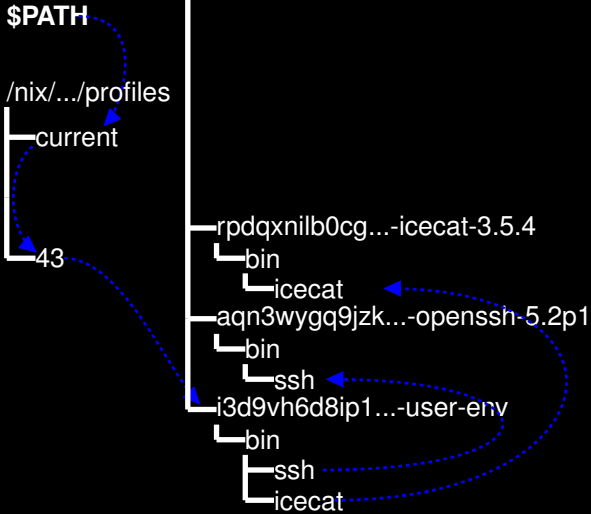 $PATH
/nix/.../profiles
current
43
rpdqxnilb0cg...-icecat-3.5.4
bin
icecat
aqn3wygq9jzk...-openssh-5.2p1
bin
ssh
i3d9vh6d8ip1...-user-env
bin
ssh
icecat